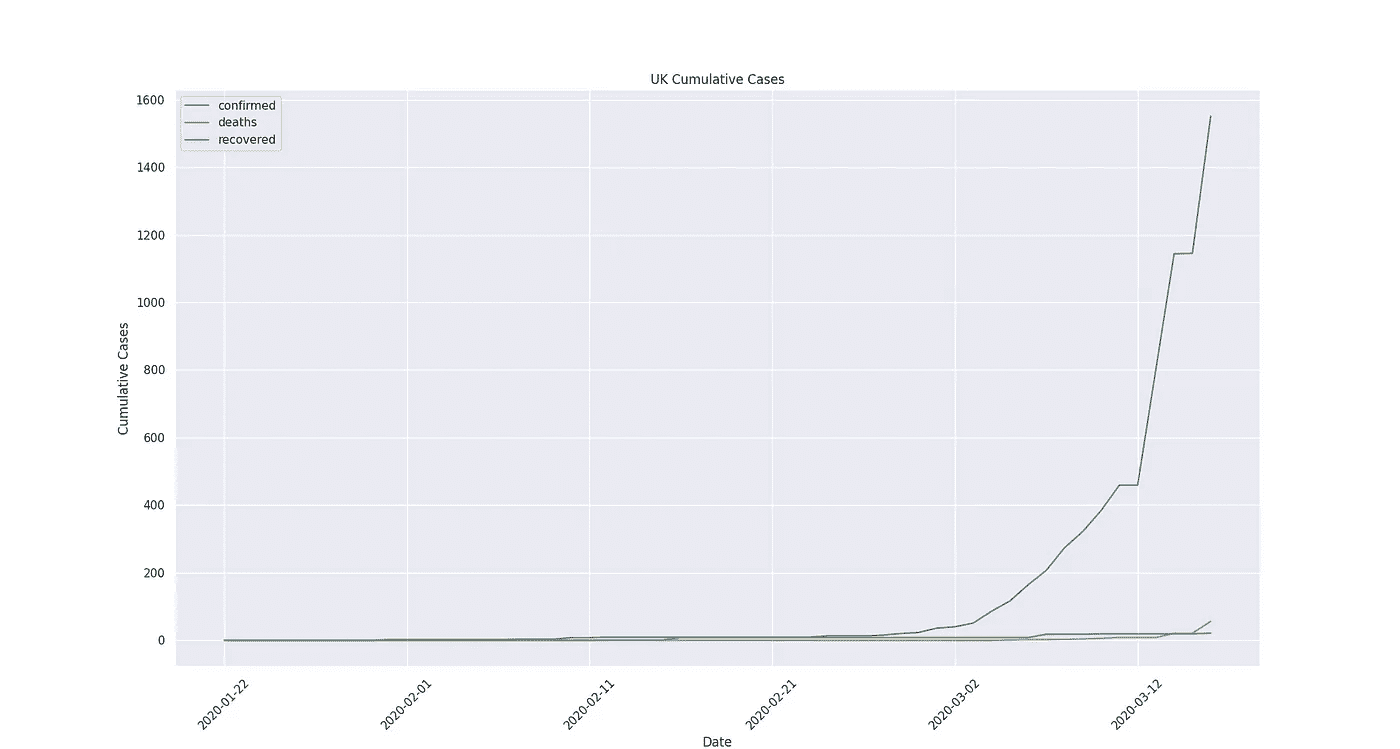 UK Cumulative Cases
confirmed
deaths
recovered
1600
1400
1200
1000
800
600
400
200
0
Cumulative Cases
2020-01-22
2020-02-01
2020-02-11
2020-02-21
2020-03-02
2020-03-12
Date